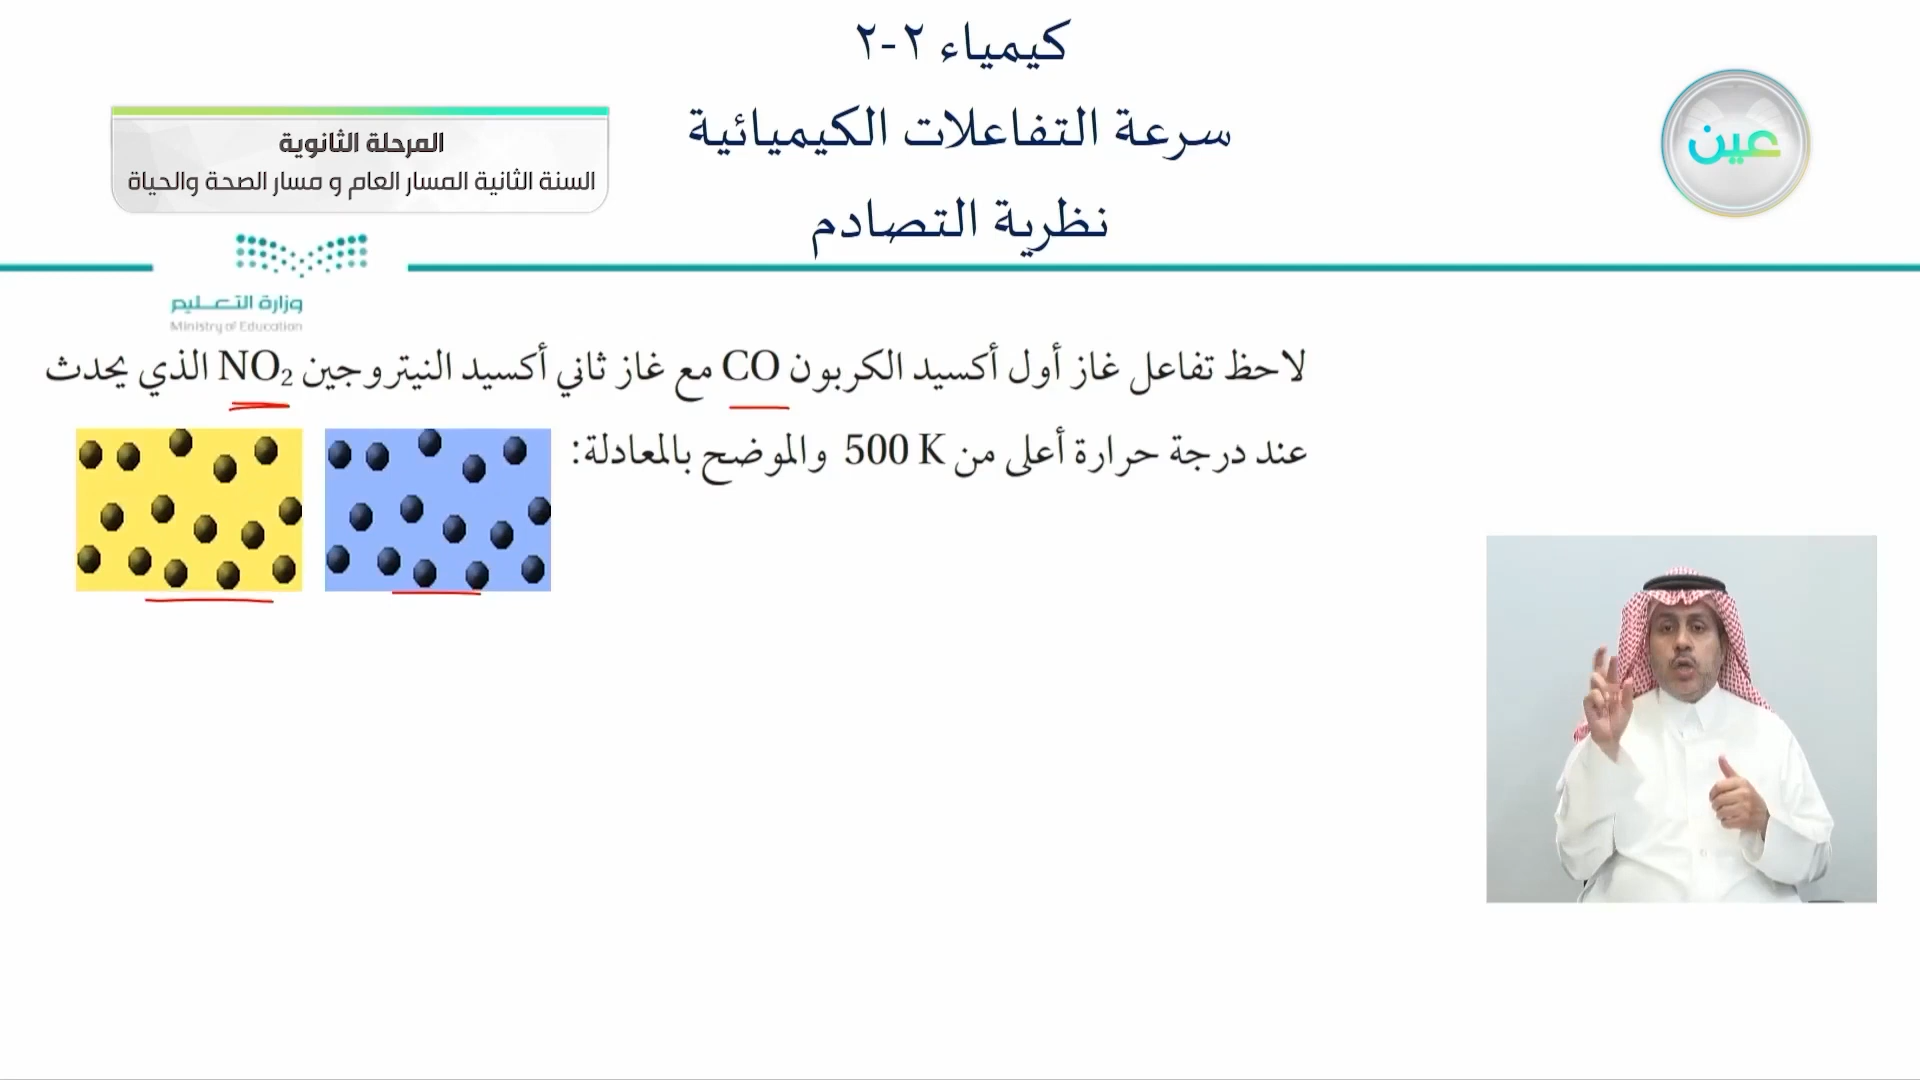 كيمياء ٢-٢
سرعة التفاعلات الكيميائية
نظرية التصادم
عين
المرحلة الثانوية
السنة الثانية المسار العام و مسار الصحة والحياة
وزارة التعليم
Ministry of Education
لاحظ تفاعل غاز أول أكسيد الكربون CO مع غاز ثاني أكسيد النيتروجين NO₂ الذي يحدث
عند درجة حرارة أعلى من 500 K والموضح بالمعادلة: